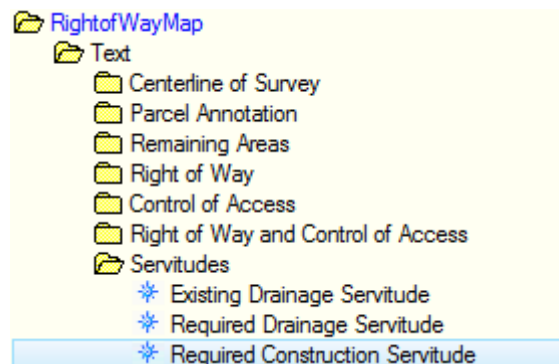 RightofWayMap
Text
Centerline of Survey
Parcel Annotation
Remaining Areas
Right of Way
Control of Access
Right of Way and Control of Access
Servitudes
Existing Drainage Servitude
Required Drainage Servitude
Required Construction Servitude